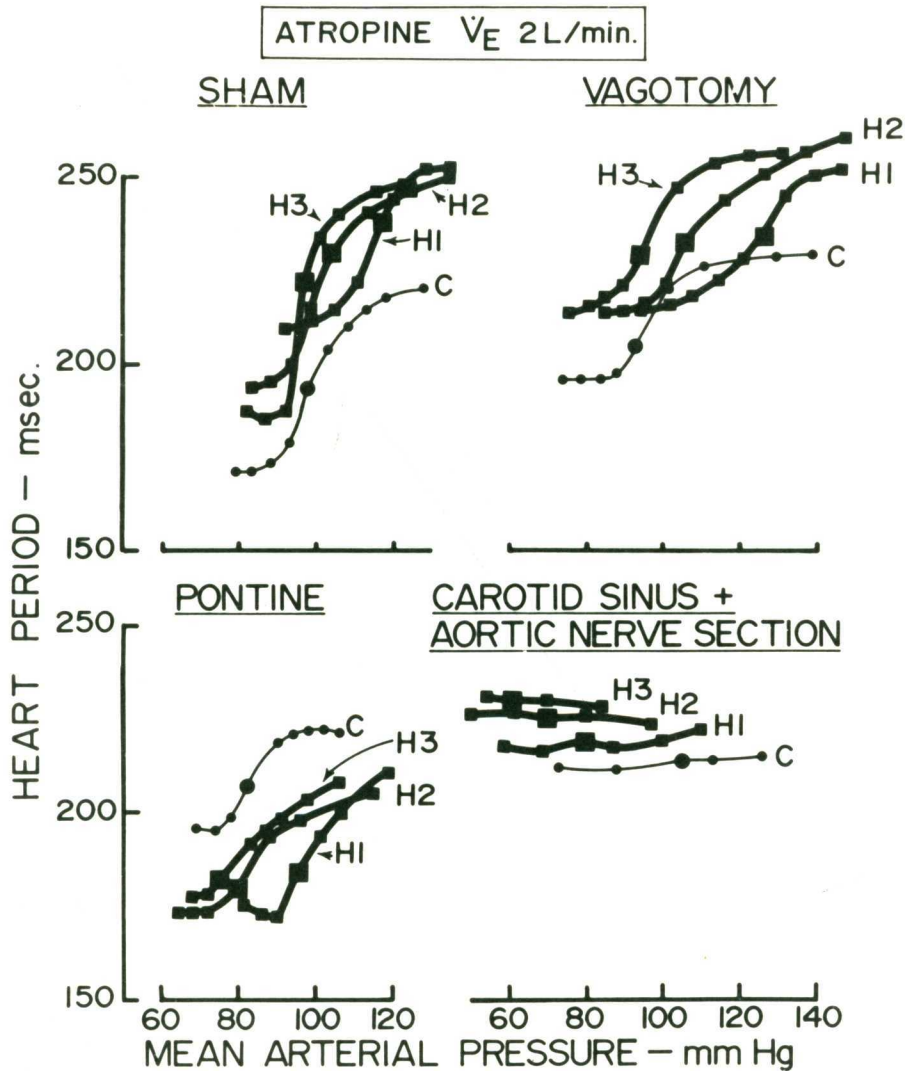 ATROPINE V̇E 2L/min.
SHAM
VAGOTOMY
250
200
150
H3
H2
H1
C
H3
H2
H1
C
HEART PERIOD – msec.
PONTINE
CAROTID SINUS +
AORTIC NERVE SECTION
250
200
150
C
H3
H2
H1
H3
H2
H1
C
60 80 100 120
60 80 100 120 140
MEAN ARTERIAL PRESSURE – mm Hg